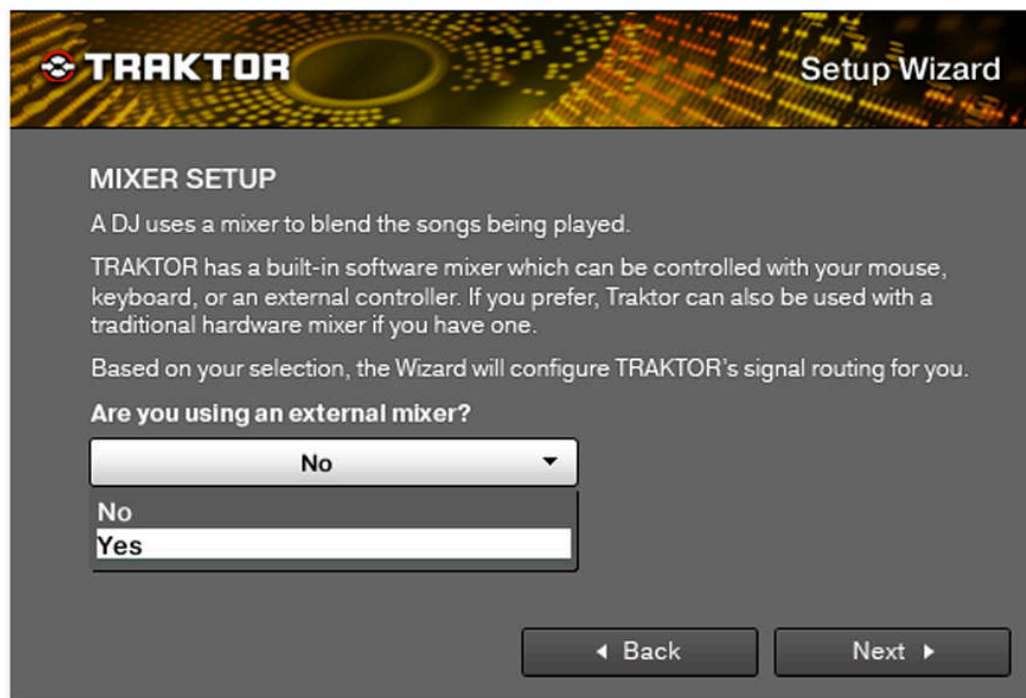 TRAKTOR
Setup Wizard
MIXER SETUP
A DJ uses a mixer to blend the songs being played.
TRAKTOR has a built-in software mixer which can be controlled with your mouse,
keyboard, or an external controller. If you prefer, Traktor can also be used with a
traditional hardware mixer if you have one.
Based on your selection, the Wizard will configure TRAKTOR's signal routing for you.
Are you using an external mixer?
No
No
Yes
Back
Next